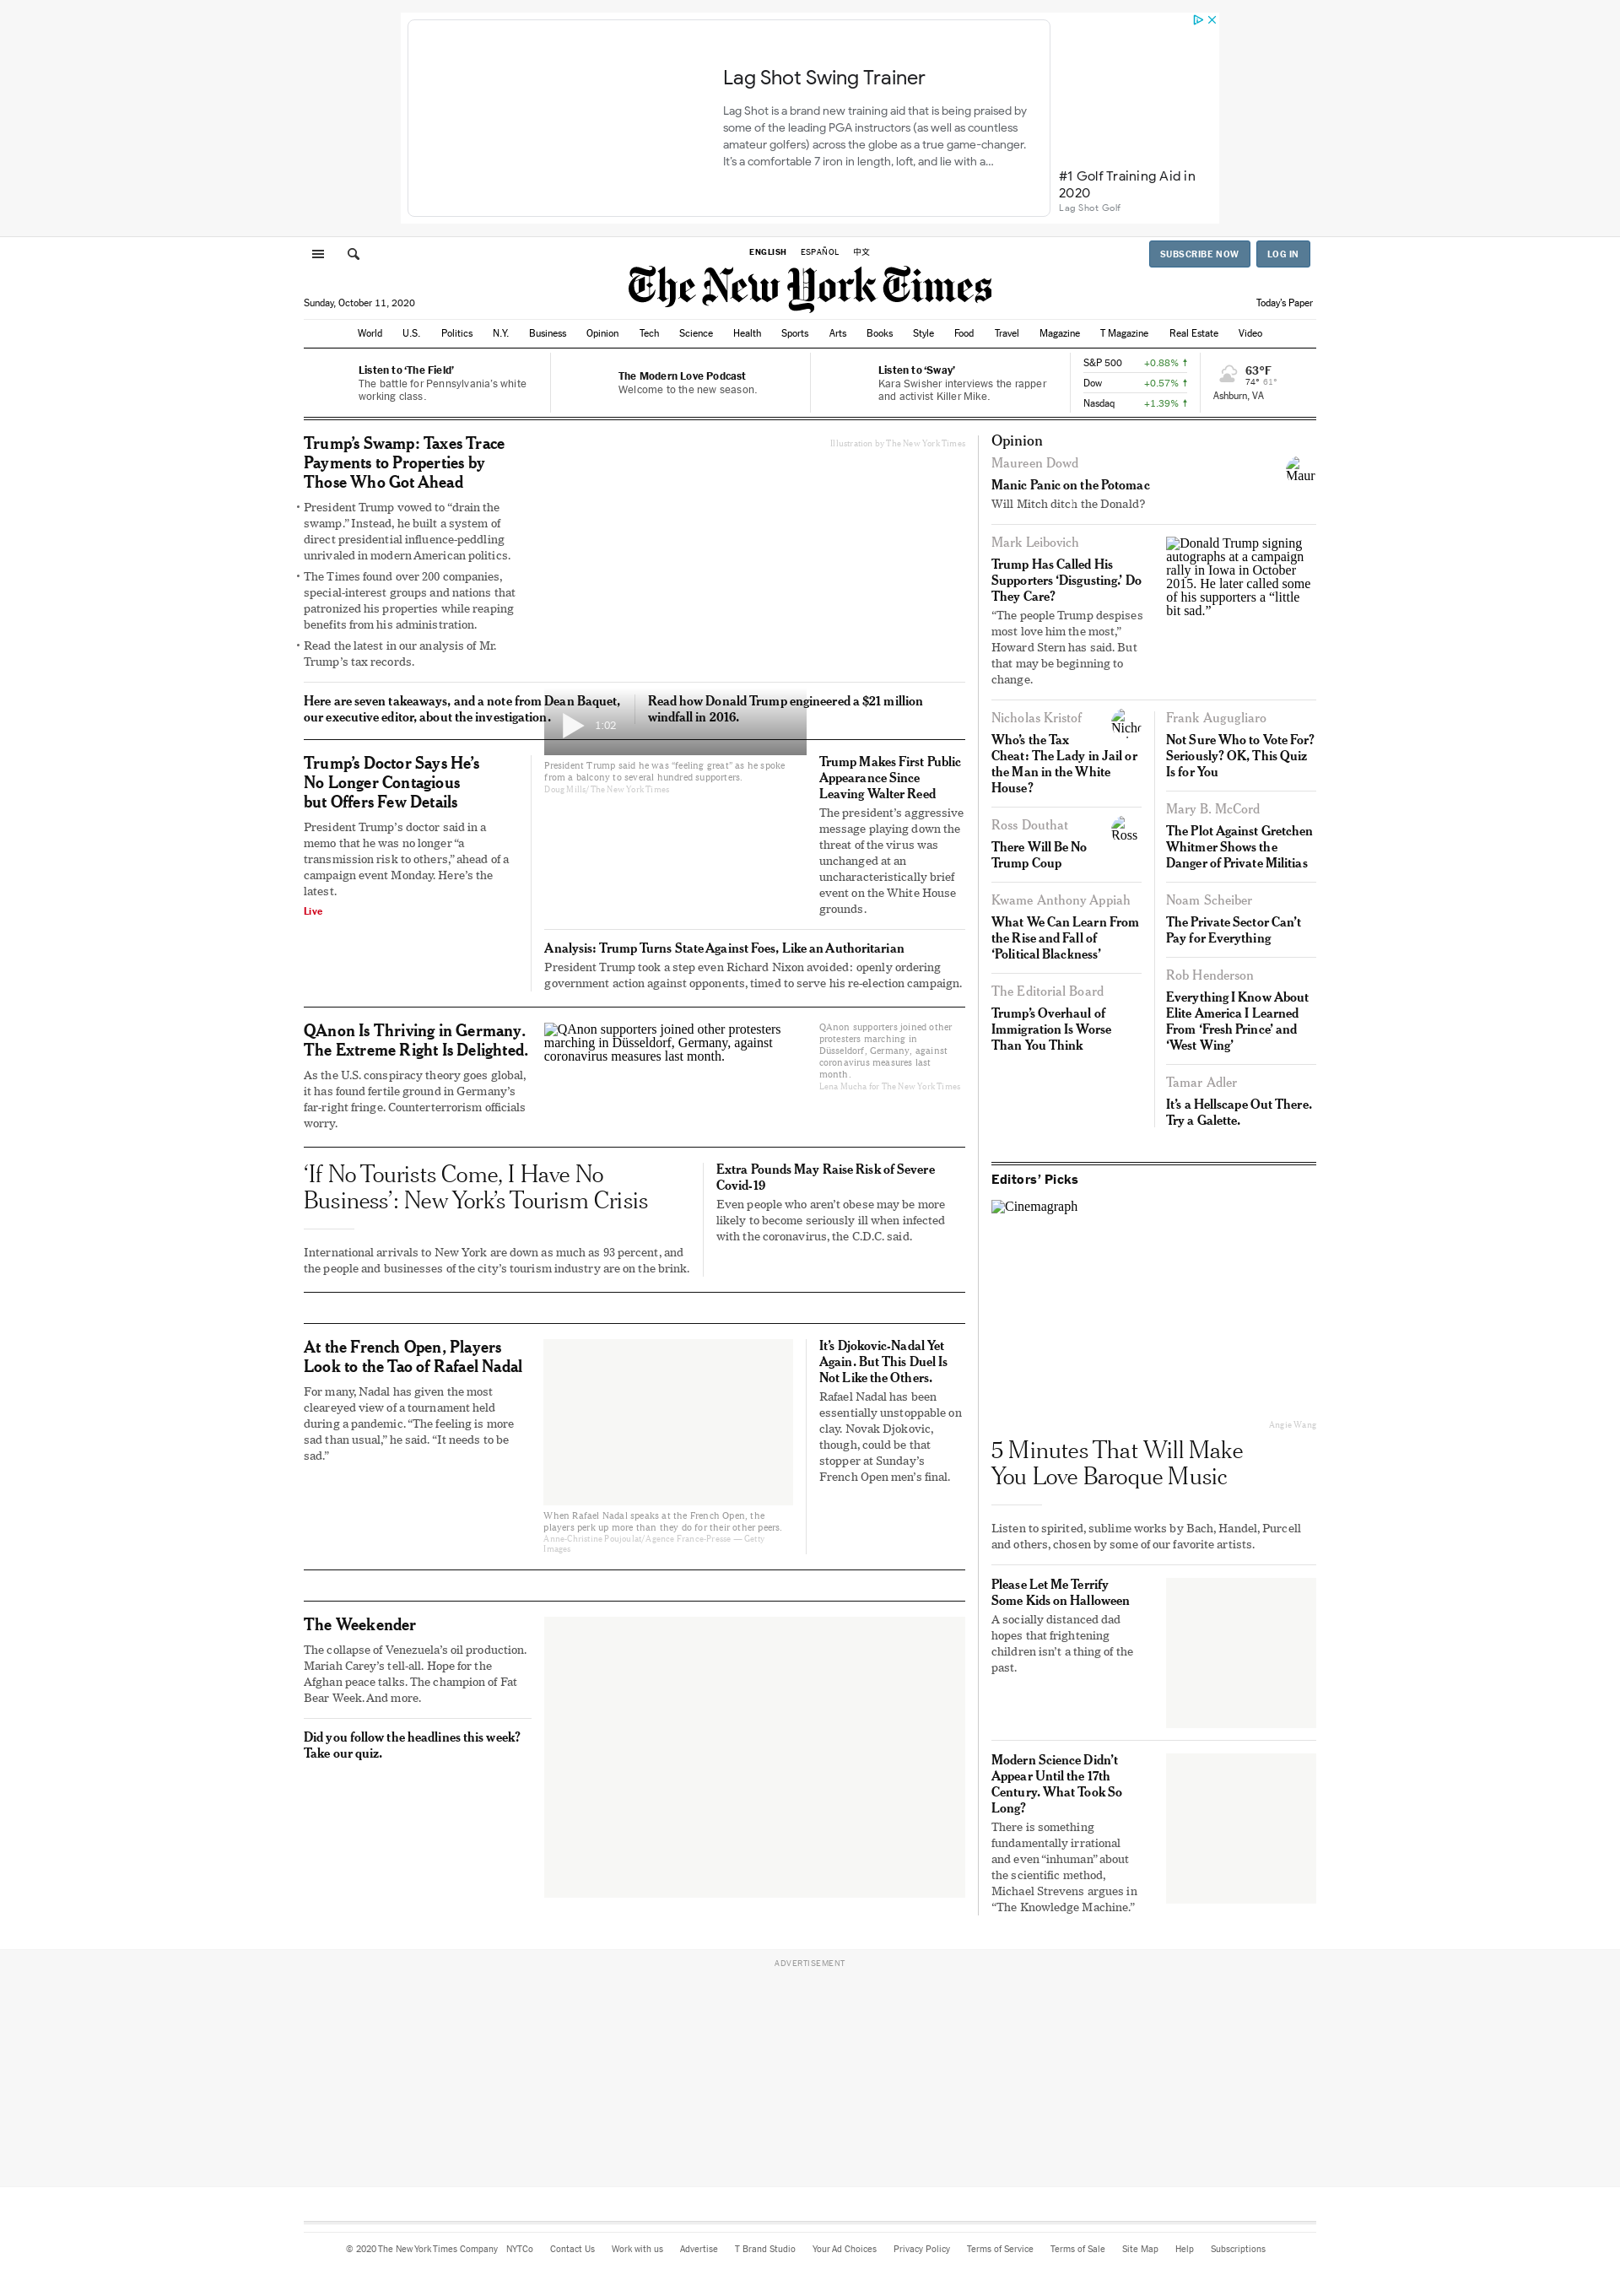 Lag Shot Swing Trainer
Lag Shot is a brand new training aid that is being praised by
some of the leading PGA instructors (as well as countless
amateur golfers) across the globe as a true game-changer.
It's a comfortable 7 iron in length, loft, and lie with a...
#1 Golf Training Aid in
2020
Lag Shot Golf
ENGLISH ESPAÑOL 中文
SUBSCRIBE NOW LOG IN
The New York Times
Sunday, October 11, 2020
Today's Paper
World U.S. Politics N.Y. Business Opinion Tech Science Health Sports Arts Books Style Food Travel Magazine T Magazine Real Estate Video
Listen to ‘The Field’
The battle for Pennsylvania's white
working class.
The Modern Love Podcast
Welcome to the new season.
Listen to ‘Sway’
Kara Swisher interviews the rapper
and activist Killer Mike.
S&P 500 +0.88% ↑
Dow +0.57% ↑
Nasdaq +1.39% ↑
63°F
74° 61°
Ashburn, VA
Trump’s Swamp: Taxes Trace
Payments to Properties by
Those Who Got Ahead
• President Trump vowed to “drain the
swamp.” Instead, he built a system of
direct presidential influence-peddling
unrivaled in modern American politics.
• The Times found over 200 companies,
special-interest groups and nations that
patronized his properties while reaping
benefits from his administration.
• Read the latest in our analysis of Mr.
Trump’s tax records.
Illustration by The New York Times
Here are seven takeaways, and a note from Dean Baquet,
our executive editor, about the investigation.
Read how Donald Trump engineered a $21 million
windfall in 2016.
1:02
Trump’s Doctor Says He’s
No Longer Contagious
but Offers Few Details
President Trump’s doctor said in a
memo that he was no longer “a
transmission risk to others,” ahead of a
campaign event Monday. Here’s the
latest.
Live
President Trump said he was “feeling great” as he spoke
from a balcony to several hundred supporters.
Doug Mills/The New York Times
Trump Makes First Public
Appearance Since
Leaving Walter Reed
The president’s aggressive
message playing down the
threat of the virus was
unchanged at an
uncharacteristically brief
event on the White House
grounds.
Analysis: Trump Turns State Against Foes, Like an Authoritarian
President Trump took a step even Richard Nixon avoided: openly ordering
government action against opponents, timed to serve his re-election campaign.
QAnon Is Thriving in Germany.
The Extreme Right Is Delighted.
As the U.S. conspiracy theory goes global,
it has found fertile ground in Germany’s
far-right fringe. Counterterrorism officials
worry.
QAnon supporters joined other protesters
marching in Düsseldorf, Germany, against
coronavirus measures last month.
QAnon supporters joined other
protesters marching in
Düsseldorf, Germany, against
coronavirus measures last
month.
Lena Mucha for The New York Times
‘If No Tourists Come, I Have No
Business’: New York’s Tourism Crisis
International arrivals to New York are down as much as 93 percent, and
the people and businesses of the city’s tourism industry are on the brink.
Extra Pounds May Raise Risk of Severe
Covid-19
Even people who aren’t obese may be more
likely to become seriously ill when infected
with the coronavirus, the C.D.C. said.
At the French Open, Players
Look to the Tao of Rafael Nadal
For many, Nadal has given the most
cleareyed view of a tournament held
during a pandemic. “The feeling is more
sad than usual,” he said. “It needs to be
sad.”
When Rafael Nadal speaks at the French Open, the
players perk up more than they do for their other peers.
Anne-Christine Poujoulat/Agence France-Presse — Getty
Images
It’s Djokovic-Nadal Yet
Again. But This Duel Is
Not Like the Others.
Rafael Nadal has been
essentially unstoppable on
clay. Novak Djokovic,
though, could be that
stopper at Sunday’s
French Open men’s final.
The Weekender
The collapse of Venezuela’s oil production.
Mariah Carey’s tell-all. Hope for the
Afghan peace talks. The champion of Fat
Bear Week. And more.
Did you follow the headlines this week?
Take our quiz.
Opinion
Maureen Dowd
Manic Panic on the Potomac
Will Mitch ditch the Donald?
Maur
Mark Leibovich
Trump Has Called His
Supporters ‘Disgusting.’ Do
They Care?
“The people Trump despises
most love him the most,”
Howard Stern has said. But
that may be beginning to
change.
Donald Trump signing
autographs at a campaign
rally in Iowa in October
2015. He later called some
of his supporters a “little
bit sad.”
Nicholas Kristof
Who’s the Tax
Cheat: The Lady in Jail or
the Man in the White
House?
Nicho
Ross Douthat
There Will Be No
Trump Coup
Ross
Kwame Anthony Appiah
What We Can Learn From
the Rise and Fall of
‘Political Blackness’
The Editorial Board
Trump’s Overhaul of
Immigration Is Worse
Than You Think
Frank Augugliaro
Not Sure Who to Vote For?
Seriously? OK, This Quiz
Is for You
Mary B. McCord
The Plot Against Gretchen
Whitmer Shows the
Danger of Private Militias
Noam Scheiber
The Private Sector Can’t
Pay for Everything
Rob Henderson
Everything I Know About
Elite America I Learned
From ‘Fresh Prince’ and
‘West Wing’
Tamar Adler
It’s a Hellscape Out There.
Try a Galette.
Editors’ Picks
Cinemagraph
Angie Wang
5 Minutes That Will Make
You Love Baroque Music
Listen to spirited, sublime works by Bach, Handel, Purcell
and others, chosen by some of our favorite artists.
Please Let Me Terrify
Some Kids on Halloween
A socially distanced dad
hopes that frightening
children isn’t a thing of the
past.
Modern Science Didn’t
Appear Until the 17th
Century. What Took So
Long?
There is something
fundamentally irrational
and even “inhuman” about
the scientific method,
Michael Strevens argues in
“The Knowledge Machine.”
ADVERTISEMENT
© 2020 The New York Times Company NYTCo Contact Us Work with us Advertise T Brand Studio Your Ad Choices Privacy Policy Terms of Service Terms of Sale Site Map Help Subscriptions